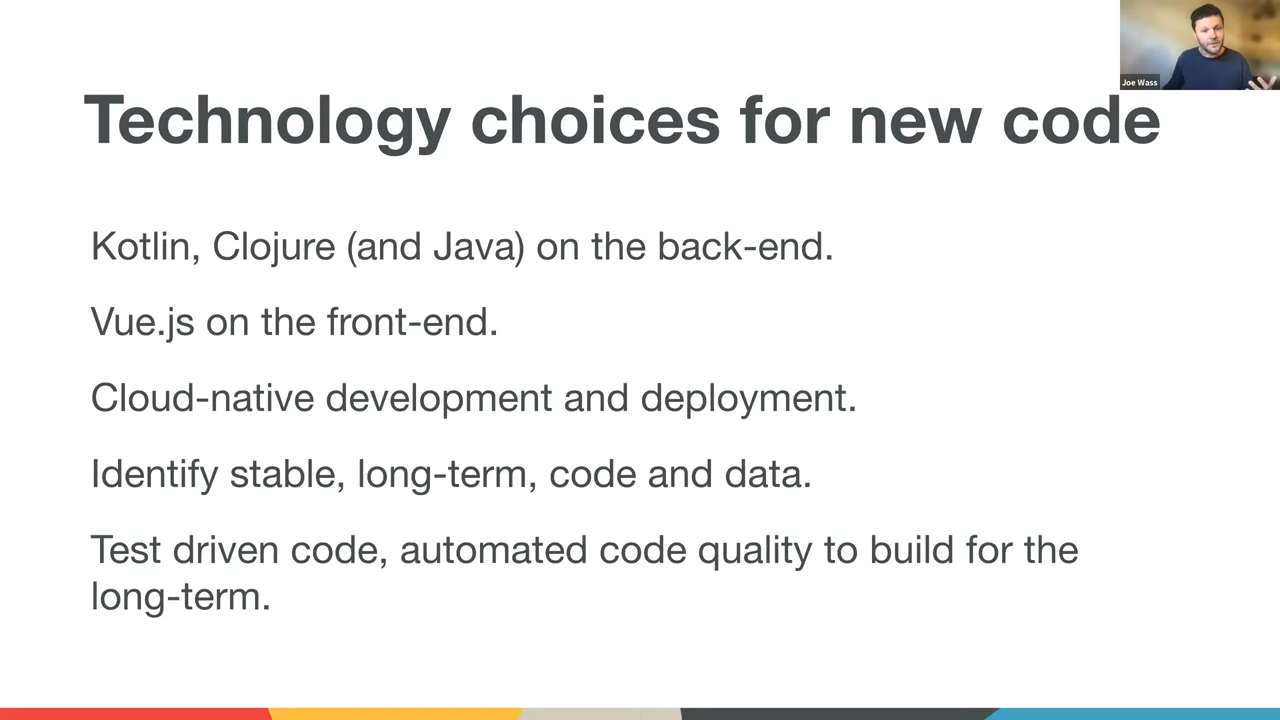 Joe Wass
Technology choices for new code
Kotlin, Clojure (and Java) on the back-end.
Vue.js on the front-end.
Cloud-native development and deployment.
Identify stable, long-term, code and data.
Test driven code, automated code quality to build for the
long-term.